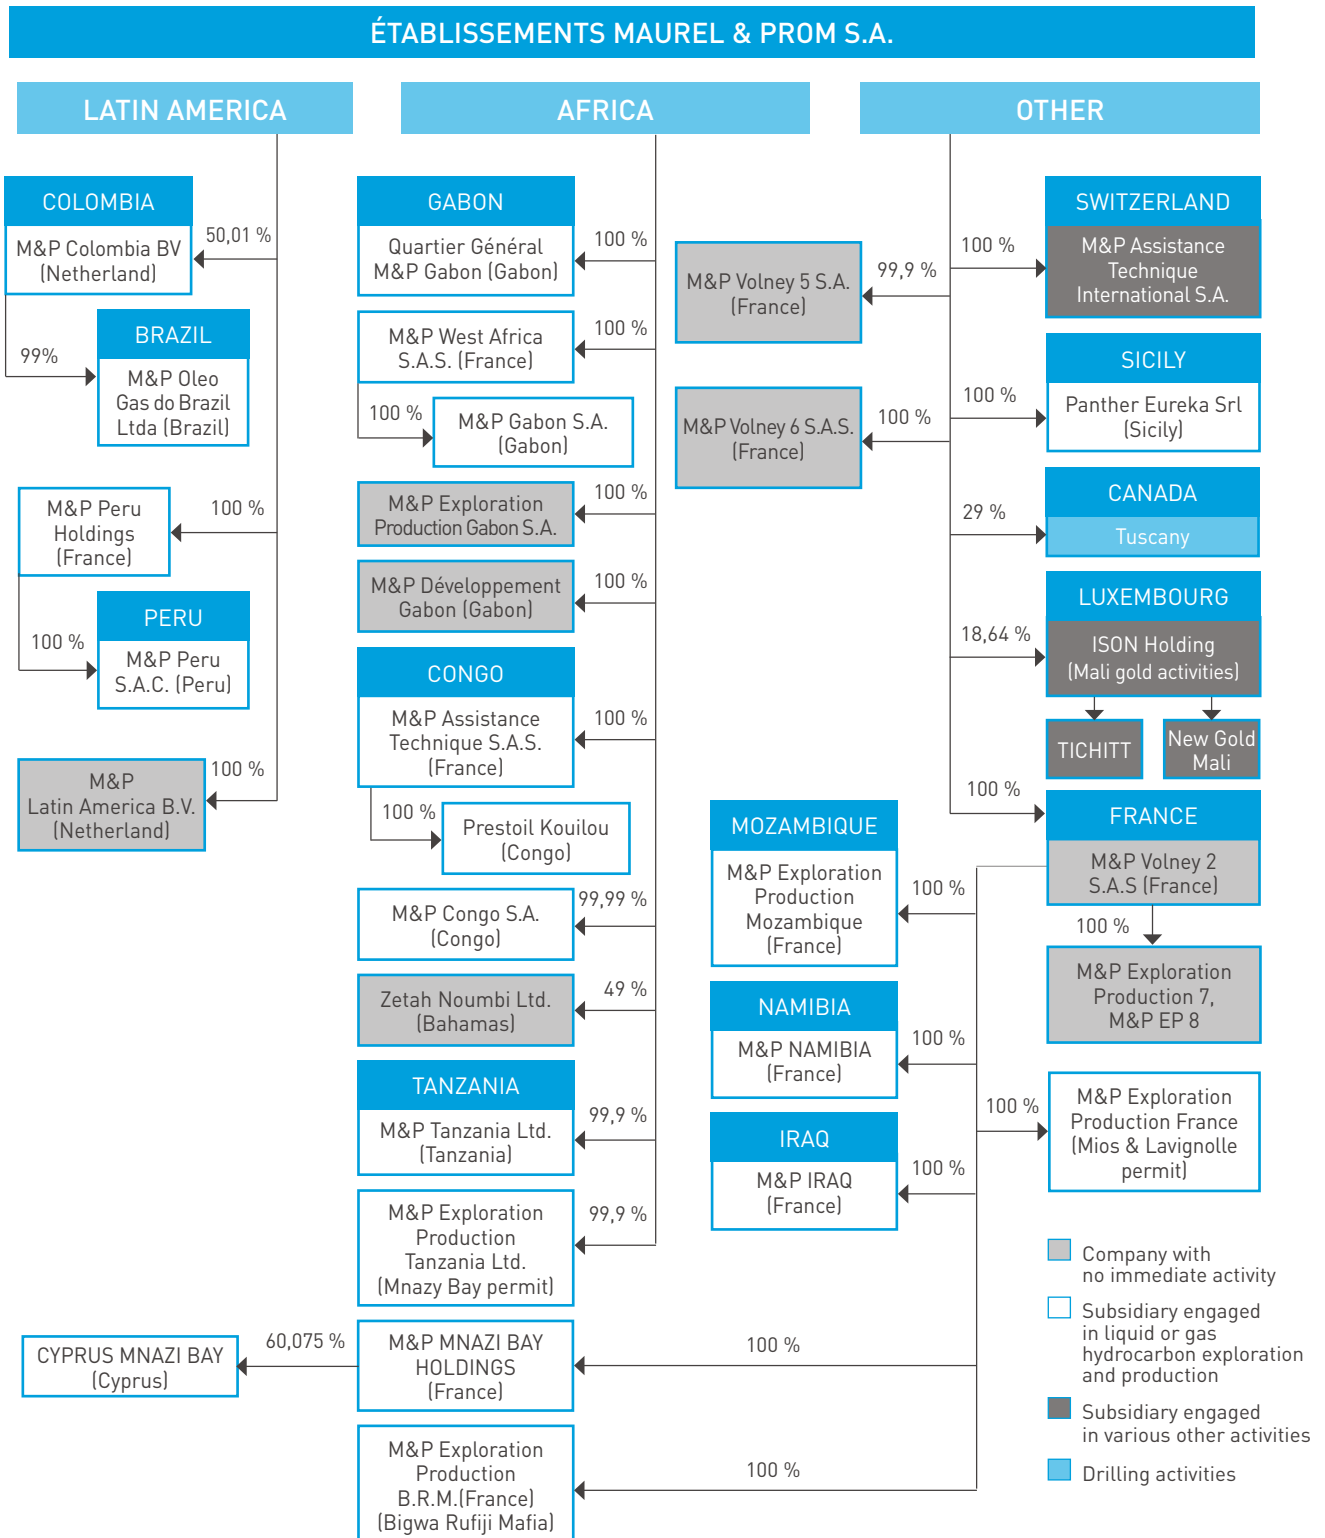 ÉTABLISSEMENTS MAUREL & PROM S.A.
LATIN AMERICA
COLOMBIA
M&P Colombia BV
(Netherland)
50,01 %
99%
BRAZIL
M&P Oleo
Gas do Brazil
Ltda (Brazil)
M&P Peru
Holdings
(France)
100 %
100 %
PERU
M&P Peru
S.A.C. (Peru)
M&P
Latin America B.V.
(Netherland)
100 %
AFRICA
GABON
Quartier Général
M&P Gabon (Gabon)
100 %
M&P West Africa
S.A.S. (France)
100 %
100 %
M&P Gabon S.A.
(Gabon)
M&P Exploration
Production Gabon S.A.
100 %
M&P Développement
Gabon (Gabon)
100 %
CONGO
M&P Assistance
Technique S.A.S.
(France)
100 %
100 %
Prestoil Kouilou
(Congo)
M&P Congo S.A.
(Congo)
99,99 %
Zetah Noumbi Ltd.
(Bahamas)
49 %
TANZANIA
M&P Tanzania Ltd.
(Tanzania)
99,9 %
M&P Exploration
Production
Tanzania Ltd.
(Mnazy Bay permit)
99,9 %
M&P MNAZI BAY
HOLDINGS
(France)
100 %
60,075 %
CYPRUS MNAZI BAY
(Cyprus)
M&P Exploration
Production
B.R.M.(France)
(Bigwa Rufiji Mafia)
100 %
OTHER
M&P Volney 5 S.A.
(France)
99,9 %
M&P Volney 6 S.A.S.
(France)
100 %
SWITZERLAND
M&P Assistance
Technique
International S.A.
100 %
SICILY
Panther Eureka Srl
(Sicily)
100 %
CANADA
Tuscany
29 %
LUXEMBOURG
ISON Holding
(Mali gold activities)
18,64 %
TICHITT
New Gold
Mali
100 %
FRANCE
M&P Volney 2
S.A.S (France)
100 %
M&P Exploration
Production 7,
M&P EP 8
MOZAMBIQUE
M&P Exploration
Production
Mozambique
(France)
100 %
NAMIBIA
M&P NAMIBIA
(France)
100 %
IRAQ
M&P IRAQ
(France)
100 %
100 %
M&P Exploration
Production France
(Mios & Lavignolle
permit)
Company with
no immediate activity
Subsidiary engaged
in liquid or gas
hydrocarbon exploration
and production
Subsidiary engaged
in various other activities
Drilling activities